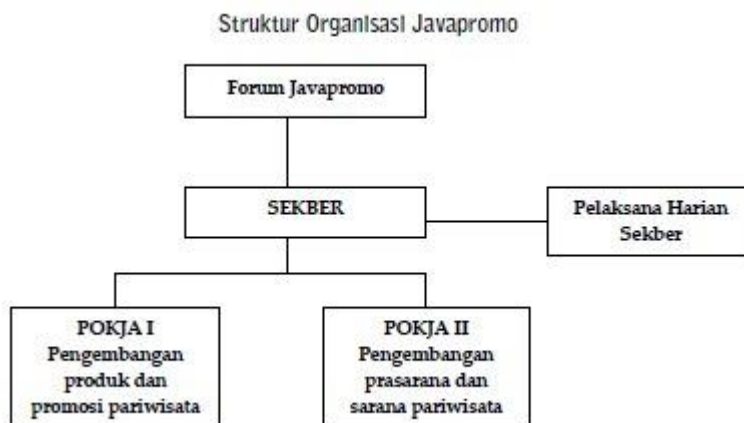 Struktur Organisasi Javapromo
Forum Javapromo
SEKBER
Pelaksana Harian
Sekber
POKJA I
Pengembangan
produk dan
promosi pariwisata
POKJA II
Pengembangan
prasarana dan
sarana pariwisata